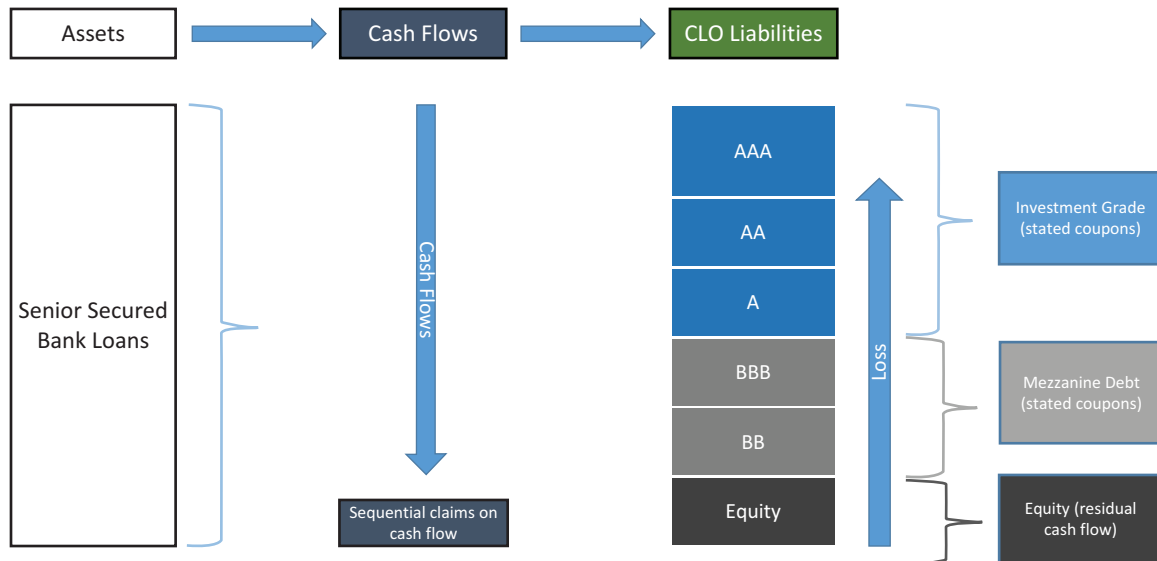 Assets
Cash Flows
CLO Liabilities
Senior Secured
Bank Loans
Cash Flows
Sequential claims on
cash flow
AAA
AA
A
BBB
BB
Equity
Loss
Investment Grade
(stated coupons)
Mezzanine Debt
(stated coupons)
Equity (residual
cash flow)